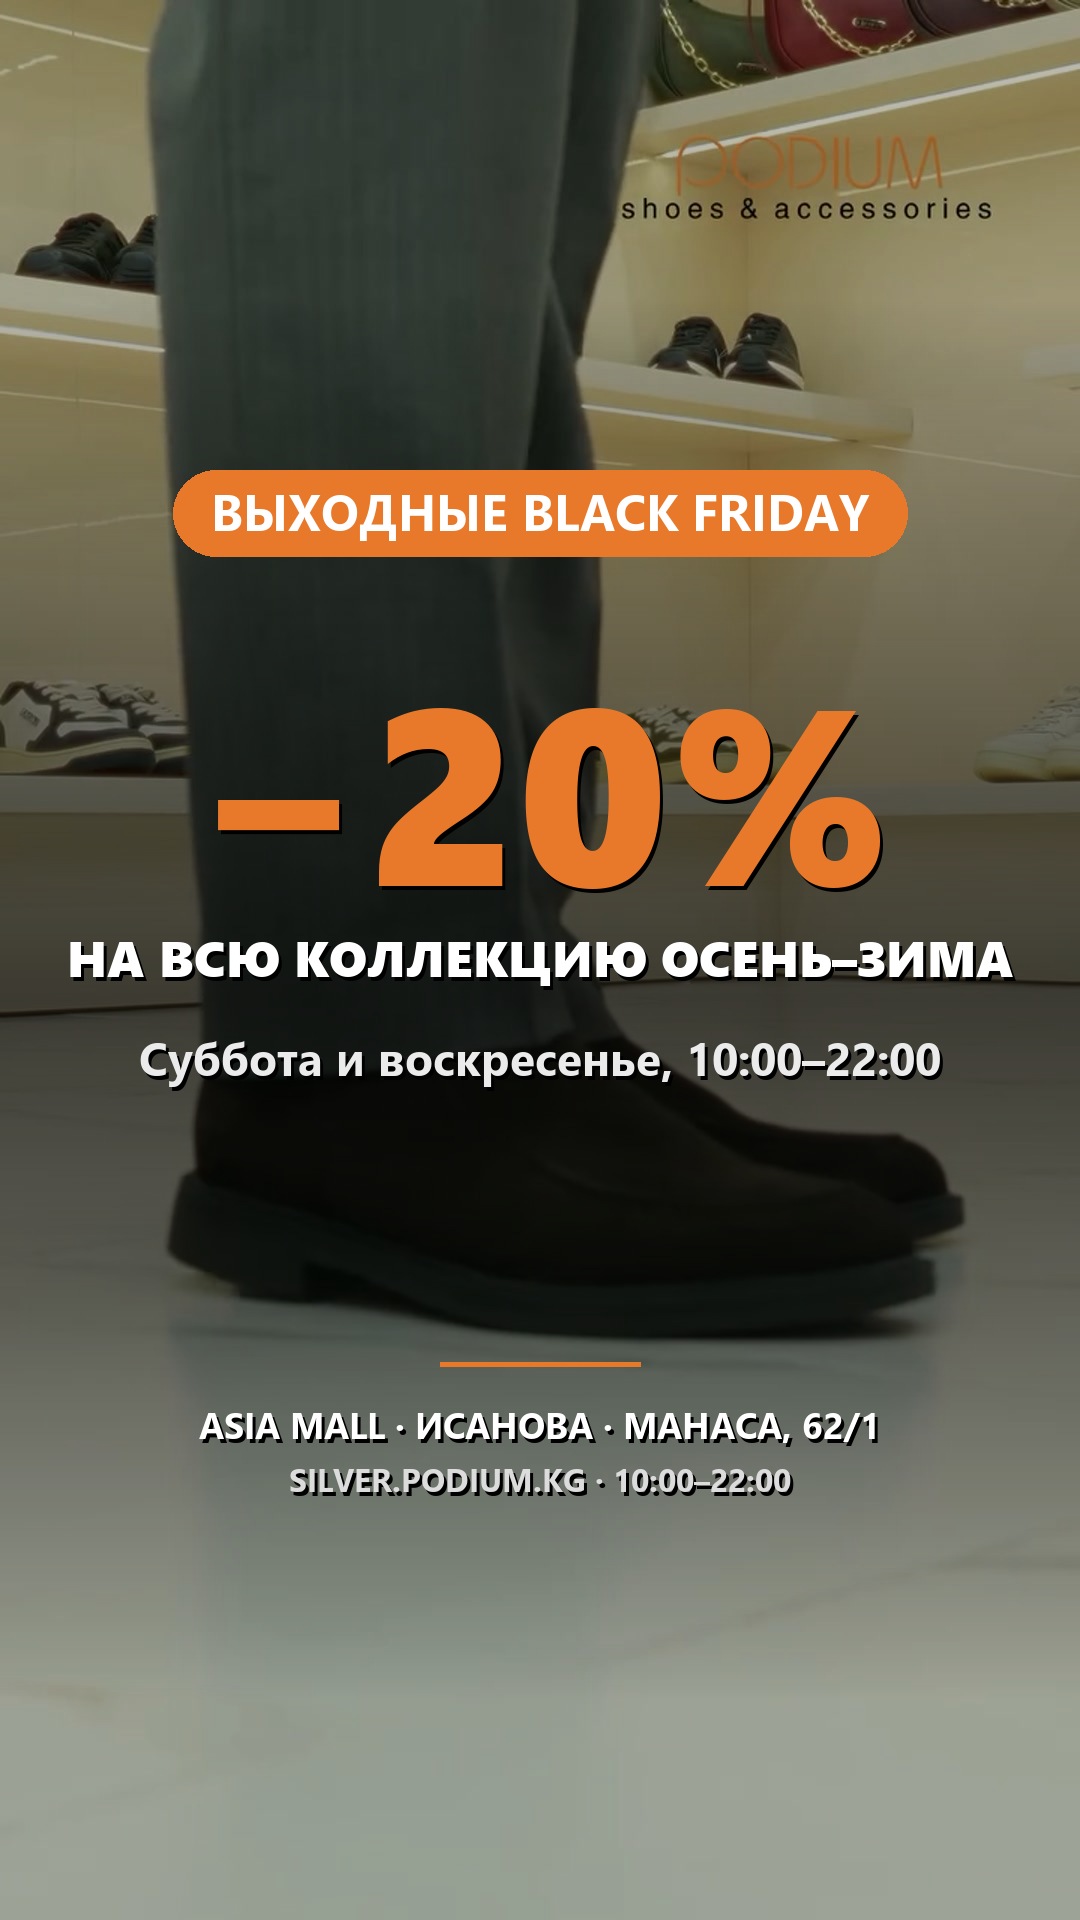 PODIUM
shoes & accessories
ВЫХОДНЫЕ BLACK FRIDAY
–20%
НА ВСЮ КОЛЛЕКЦИЮ ОСЕНЬ–ЗИМА
Суббота и воскресенье, 10:00–22:00
ASIA MALL · ИСАНОВА · МАНАСА, 62/1
SILVER.PODIUM.KG · 10:00–22:00